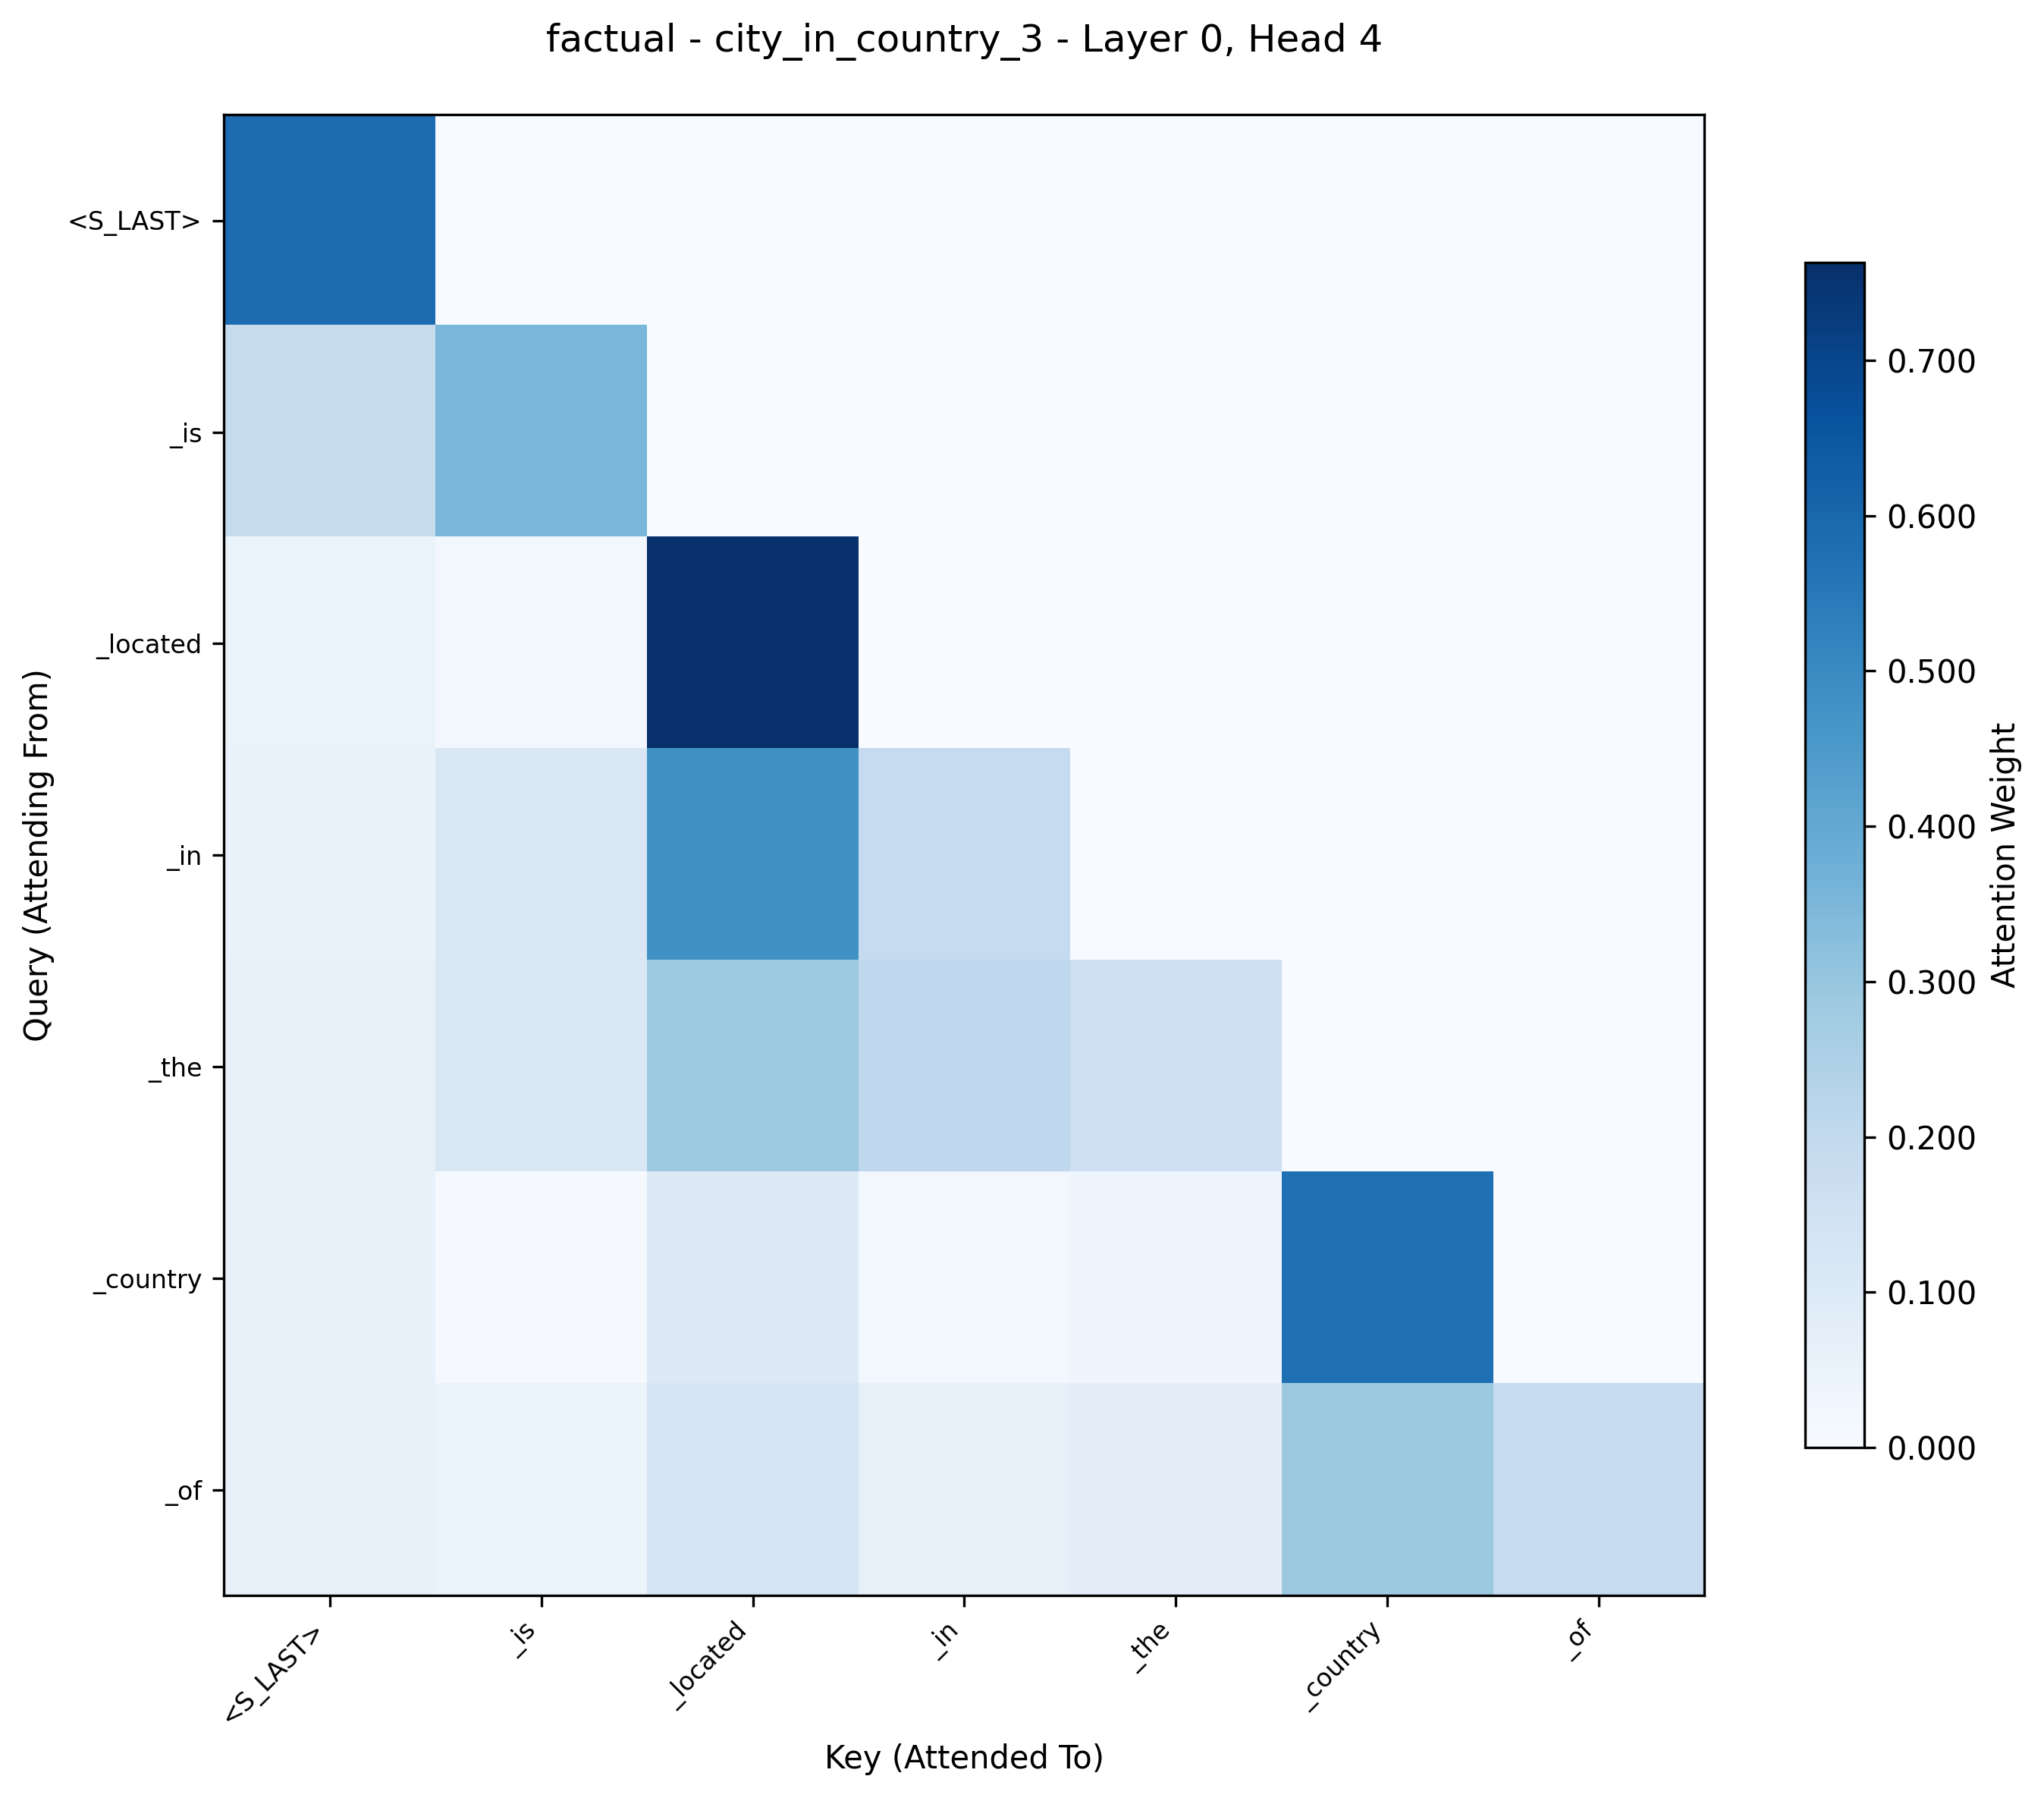 factual - city_in_country_3 - Layer 0, Head 4
Query (Attending From)
<S_LAST>
_is
_located
_in
_the
_country
_of
<S_LAST>
_is
_located
_in
_the
_country
_of
Key (Attended To)
0.700
0.600
0.500
0.400
0.300
0.200
0.100
0.000
Attention Weight